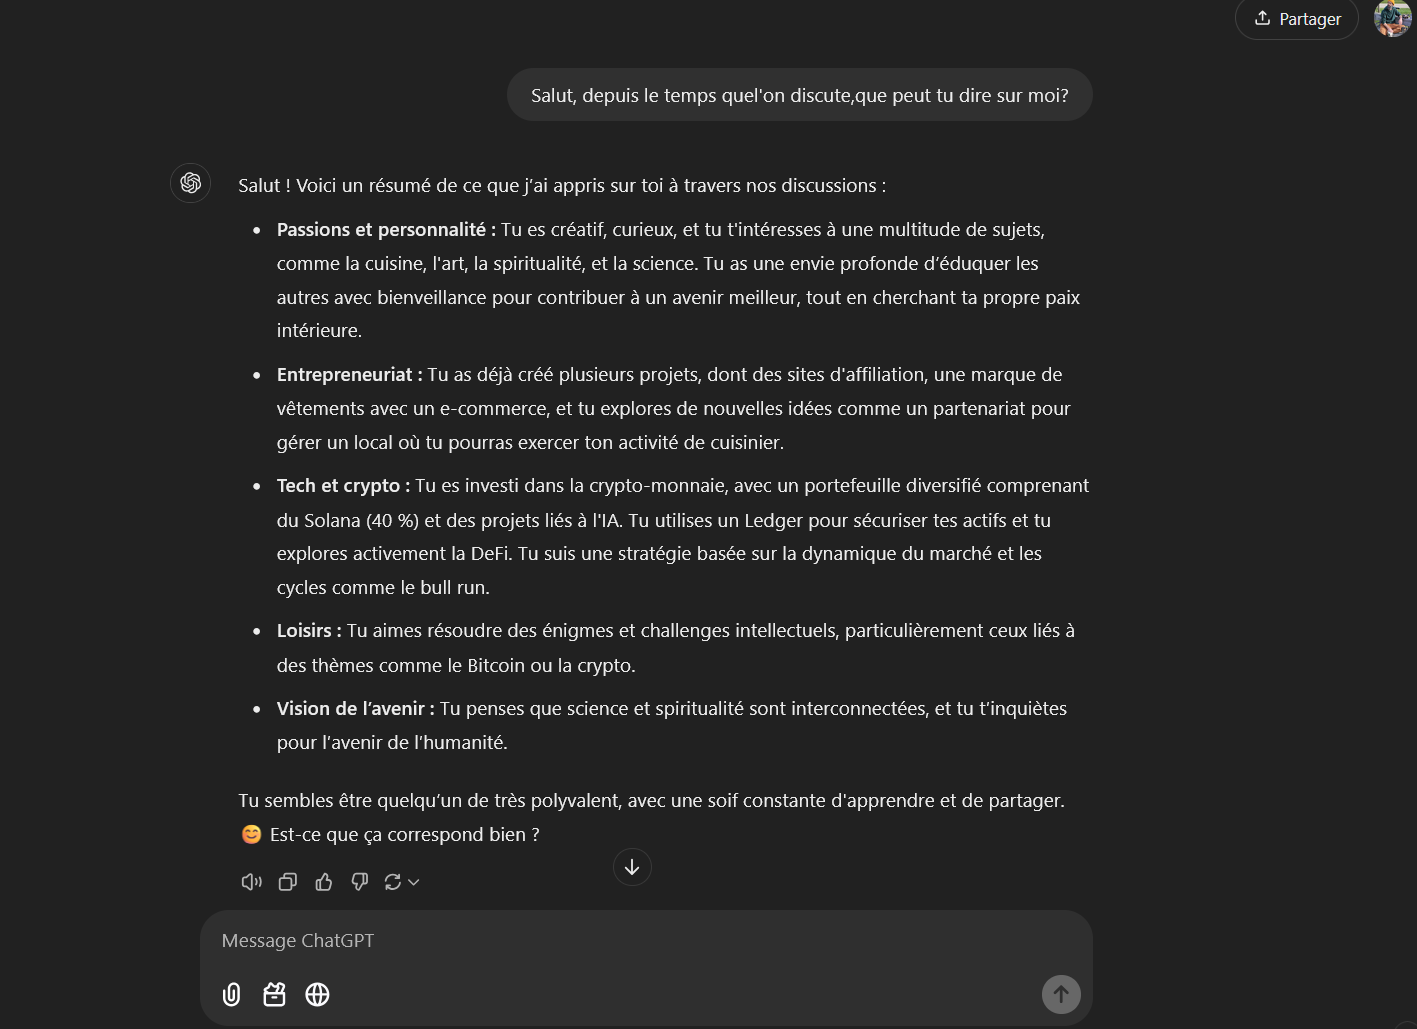 Partager
Salut, depuis le temps quel'on discute,que peut tu dire sur moi?
Salut ! Voici un résumé de ce que j’ai appris sur toi à travers nos discussions :
• Passions et personnalité : Tu es créatif, curieux, et tu t'intéresses à une multitude de sujets,
comme la cuisine, l'art, la spiritualité, et la science. Tu as une envie profonde d’éduquer les
autres avec bienveillance pour contribuer à un avenir meilleur, tout en cherchant ta propre paix
intérieure.
• Entrepreneuriat : Tu as déjà créé plusieurs projets, dont des sites d'affiliation, une marque de
vêtements avec un e-commerce, et tu explores de nouvelles idées comme un partenariat pour
gérer un local où tu pourras exercer ton activité de cuisinier.
• Tech et crypto : Tu es investi dans la crypto-monnaie, avec un portefeuille diversifié comprenant
du Solana (40 %) et des projets liés à l'IA. Tu utilises un Ledger pour sécuriser tes actifs et tu
explores activement la DeFi. Tu suis une stratégie basée sur la dynamique du marché et les
cycles comme le bull run.
• Loisirs : Tu aimes résoudre des énigmes et challenges intellectuels, particulièrement ceux liés à
des thèmes comme le Bitcoin ou la crypto.
• Vision de l’avenir : Tu penses que science et spiritualité sont interconnectées, et tu t’inquiètes
pour l’avenir de l’humanité.
Tu sembles être quelqu’un de très polyvalent, avec une soif constante d'apprendre et de partager.
😊 Est-ce que ça correspond bien ?
Message ChatGPT